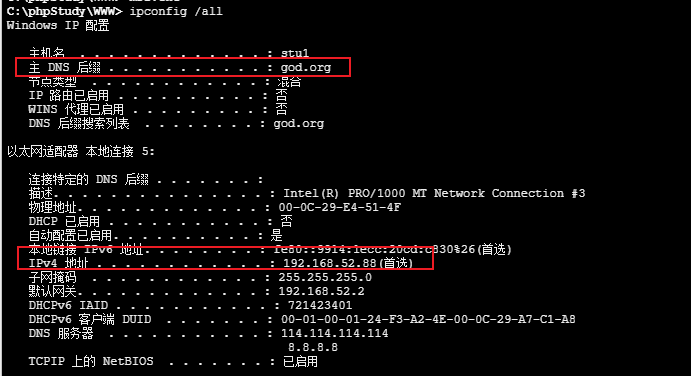 C:\phpStudy\WWW> ipconfig /all
Windows IP 配置
主机名 . . . . . . . . . . . . . : stu1
主 DNS 后缀 . . . . . . . . . . . : god.org
节点类型 . . . . . . . . . . . . : 混合
IP 路由已启用 . . . . . . . . . . : 否
WINS 代理已启用 . . . . . . . . . : 否
DNS 后缀搜索列表 . . . . . . . . : god.org
以太网适配器 本地连接 5:
连接特定的 DNS 后缀 . . . . . . . :
描述. . . . . . . . . . . . . . . : Intel(R) PRO/1000 MT Network Connection #3
物理地址. . . . . . . . . . . . . : 00-0C-29-E4-51-4F
DHCP 已启用 . . . . . . . . . . . : 否
自动配置已启用. . . . . . . . . . : 是
本地链接 IPv6 地址. . . . . . . . : fe80::9914:1ecc:20cd:c830%26(首选)
IPv4 地址 . . . . . . . . . . . . : 192.168.52.88(首选)
子网掩码 . . . . . . . . . . . . : 255.255.255.0
默认网关. . . . . . . . . . . . . : 192.168.52.2
DHCPv6 IAID . . . . . . . . . . . : 721423401
DHCPv6 客户端 DUID . . . . . . . : 00-01-00-01-24-F3-A2-4E-00-0C-29-A7-C1-A8
DNS 服务器 . . . . . . . . . . . : 114.114.114.114
8.8.8.8
TCPIP 上的 NetBIOS . . . . . . . : 已启用